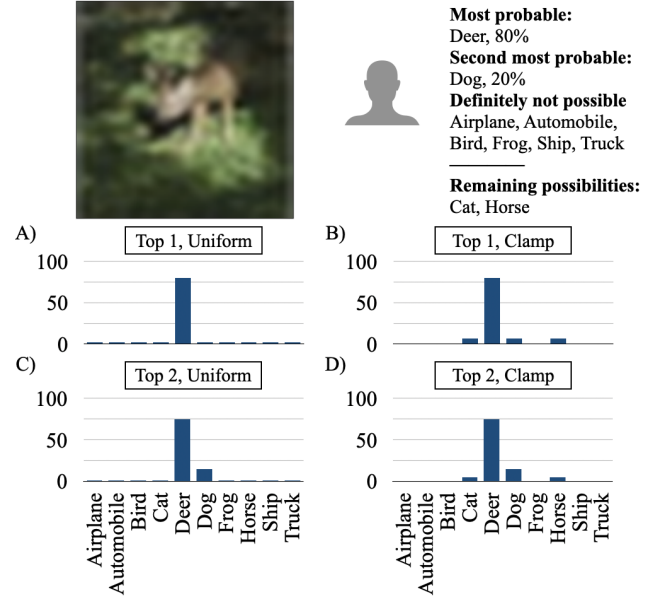 Most probable:
Deer, 80%
Second most probable:
Dog, 20%
Definitely not possible
Airplane, Automobile,
Bird, Frog, Ship, Truck
Remaining possibilities:
Cat, Horse
A)
Top 1, Uniform
100
50
0
B)
Top 1, Clamp
100
50
0
C)
Top 2, Uniform
100
50
0
Airplane
Automobile
Bird
Cat
Deer
Dog
Frog
Horse
Ship
Truck
D)
Top 2, Clamp
100
50
0
Airplane
Automobile
Bird
Cat
Deer
Dog
Frog
Horse
Ship
Truck